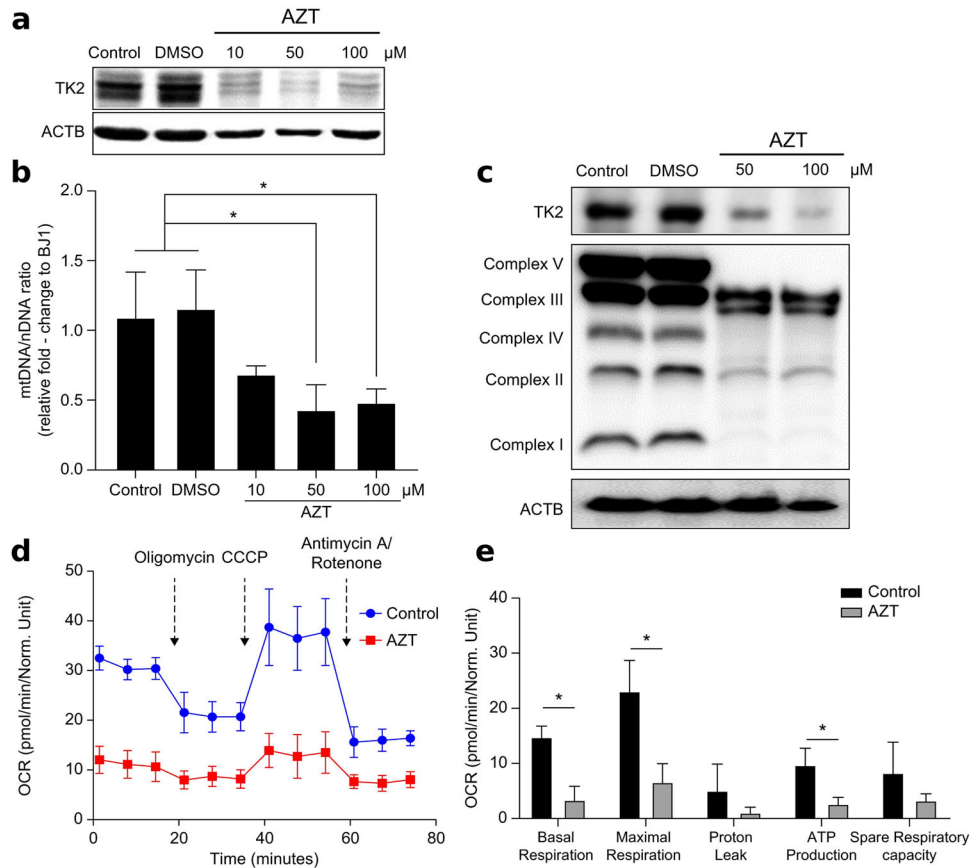 a
AZT
Control DMSO 10 50 100 μM
TK2
ACTB
b
2.0
1.5
1.0
0.5
0.0
mtDNA/nDNA ratio
(relative fold - change to BJ1)
*
*
Control DMSO 10 50 100 μM
AZT
c
AZT
Control DMSO 50 100 μM
TK2
Complex V
Complex III
Complex IV
Complex II
Complex I
ACTB
d
Oligomycin CCCP Antimycin A/
Rotenone
Control
AZT
50
40
30
20
10
0
OCR (pmol/min/Norm. Unit)
0 20 40 60 80
Time (minutes)
e
Control
AZT
40
30
20
10
0
OCR (pmol/min/Norm. Unit)
*
*
*
Basal
Respiration
Maximal
Respiration
Proton
Leak
ATP
Production
Spare Respiratory
capacity